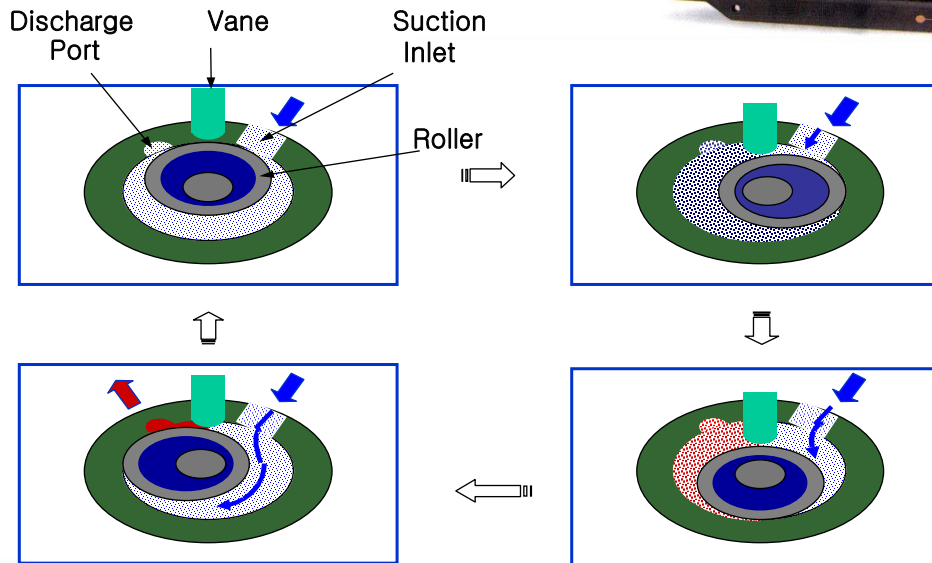 Discharge
Port
Vane
Suction
Inlet
Roller